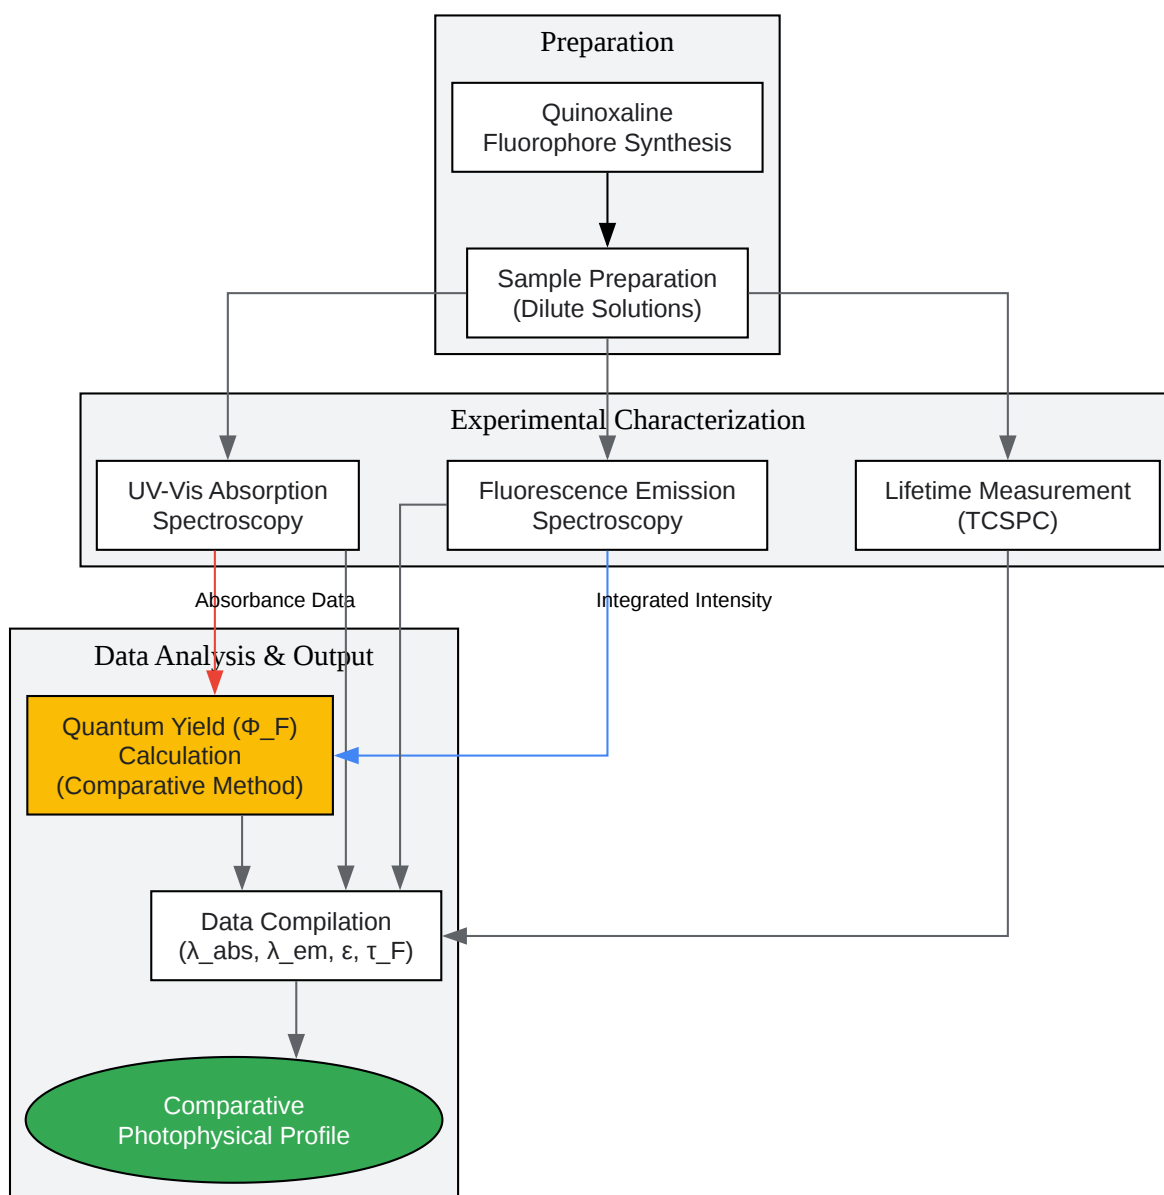 Preparation
Quinoxaline
Fluorophore Synthesis
Sample Preparation
(Dilute Solutions)
Experimental Characterization
UV-Vis Absorption
Spectroscopy
Fluorescence Emission
Spectroscopy
Lifetime Measurement
(TCSPC)
Absorbance Data
Integrated Intensity
Data Analysis & Output
Quantum Yield (Φ_F)
Calculation
(Comparative Method)
Data Compilation
(λ_abs, λ_em, ε, τ_F)
Comparative
Photophysical Profile